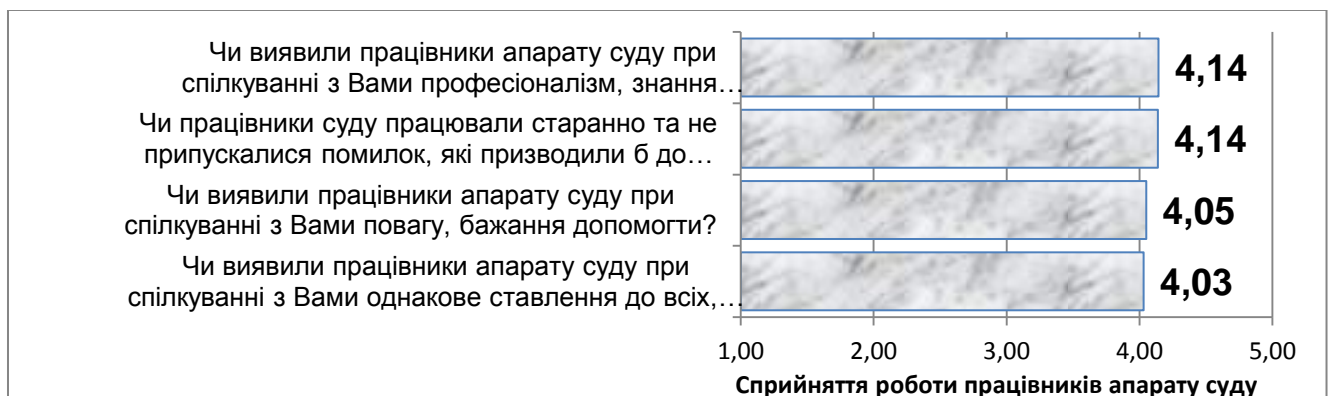 Чи виявили працівники апарату суду при
спілкуванні з Вами професіоналізм, знання…
4,14
Чи працівники суду працювали старанно та не
припускалися помилок, які призводили б до…
4,14
Чи виявили працівники апарату суду при
спілкуванні з Вами повагу, бажання допомогти?
4,05
Чи виявили працівники апарату суду при
спілкуванні з Вами однакове ставлення до всіх,…
4,03
1,00 2,00 3,00 4,00 5,00
Сприйняття роботи працівників апарату суду